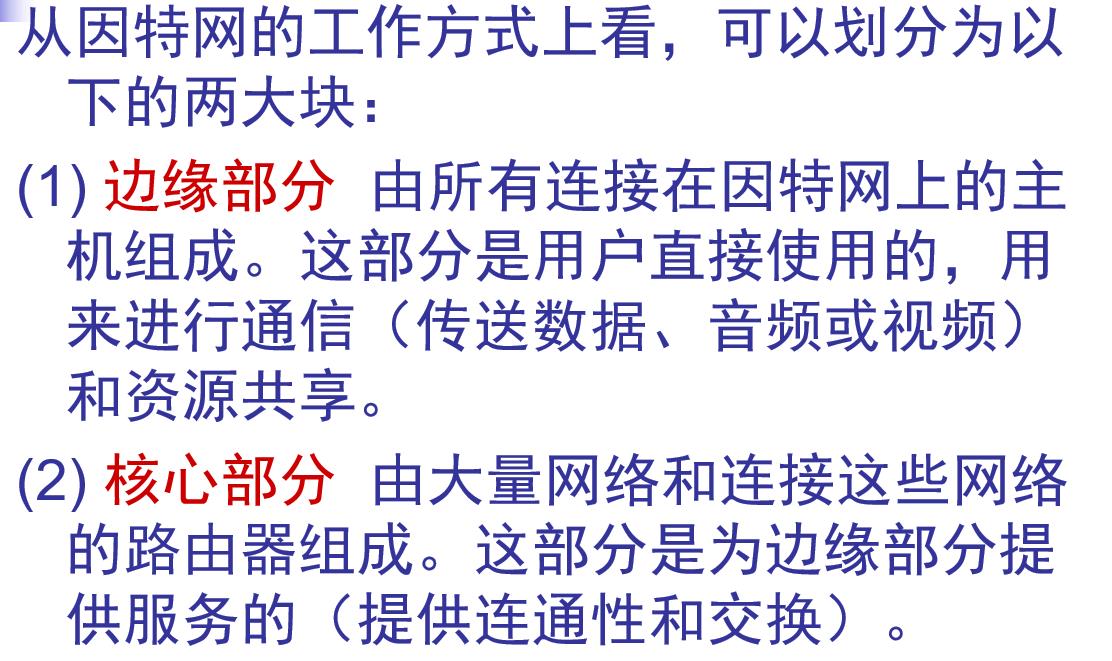 从因特网的工作方式上看，可以划分为以
下的两大块：
(1) 边缘部分 由所有连接在因特网上的主
机组成。这部分是用户直接使用的，用
来进行通信（传送数据、音频或视频）
和资源共享。
(2) 核心部分 由大量网络和连接这些网络
的路由器组成。这部分是为边缘部分提
供服务的（提供连通性和交换）。